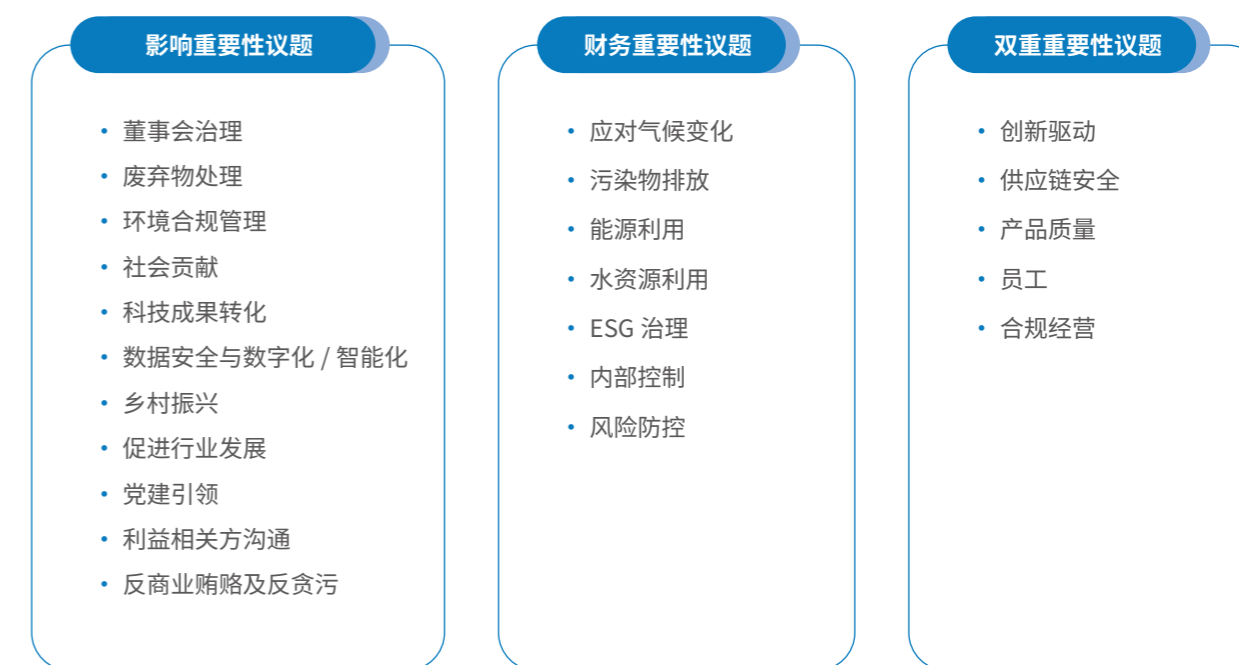 影响重要性议题
• 董事会治理
• 废弃物处理
• 环境合规管理
• 社会贡献
• 科技成果转化
• 数据安全与数字化 / 智能化
• 乡村振兴
• 促进行业发展
• 党建引领
• 利益相关方沟通
• 反商业贿赂及反贪污
财务重要性议题
• 应对气候变化
• 污染物排放
• 能源利用
• 水资源利用
• ESG 治理
• 内部控制
• 风险防控
双重重要性议题
• 创新驱动
• 供应链安全
• 产品质量
• 员工
• 合规经营